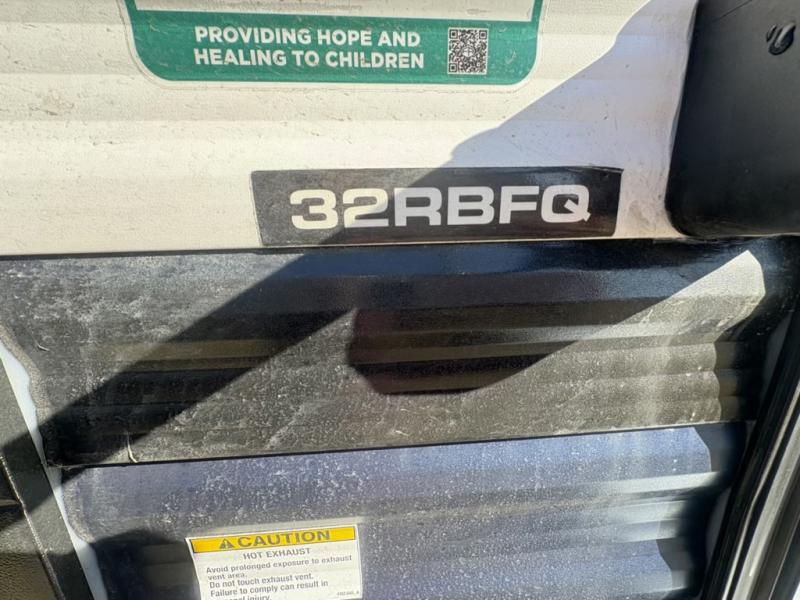 PROVIDING HOPE AND
HEALING TO CHILDREN
32RBFQ
CAUTION
HOT EXHAUST
Avoid prolonged exposure to exhaust
vent area.
Do not touch exhaust vent.
Failure to comply can result in
injury.